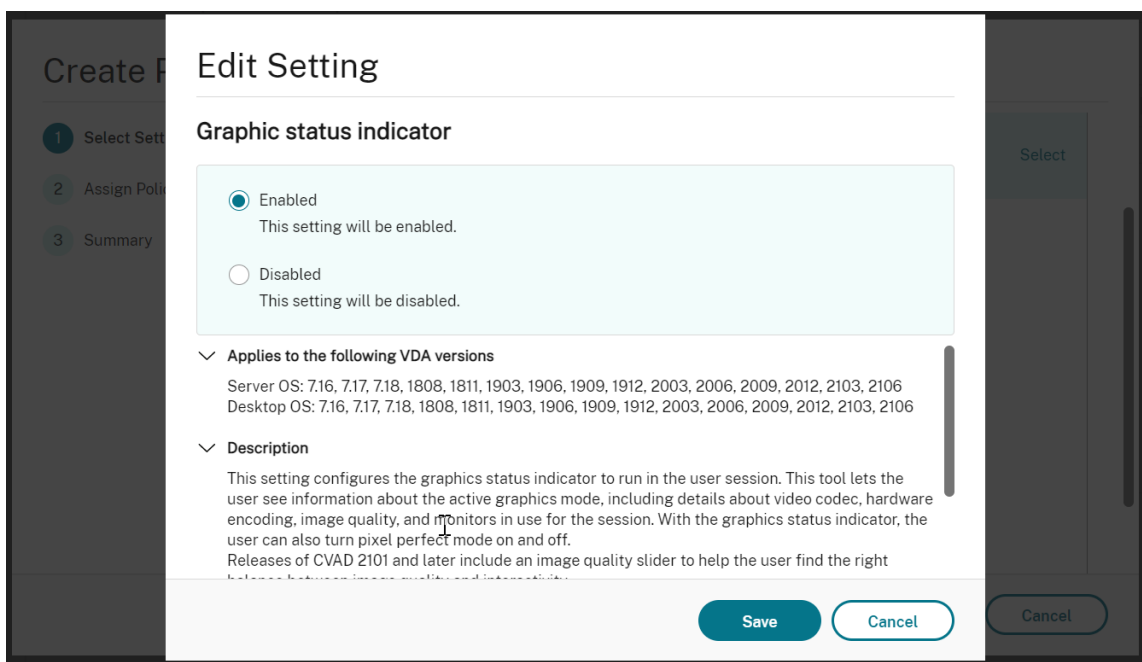 Create
Edit Setting
Graphic status indicator
1 Select Sett
Select
Enabled
2 Assign Poli
This setting will be enabled.
3 Summary
Disabled
This setting will be disabled.
Applies to the following VDA versions
Server OS: 7.16, 7.17, 7.18, 1808, 1811, 1903, 1906, 1909, 1912, 2003, 2006, 2009, 2012, 2103, 2106
Desktop OS: 7.16, 7.17, 7.18, 1808, 1811, 1903, 1906, 1909, 1912, 2003, 2006, 2009, 2012, 2103, 2106
Description
This setting configures the graphics status indicator to run in the user session. This tool lets the
user see information about the active graphics mode, including details about video codec, hardware
encoding, image quality, and monitors in use for the session. With the graphics status indicator, the
user can also turn pixel perfect mode on and off.
Releases of CVAD 2101 and later include an image quality slider to help the user find the right
balance between image quality and interactivity.
Save
Cancel
Cancel